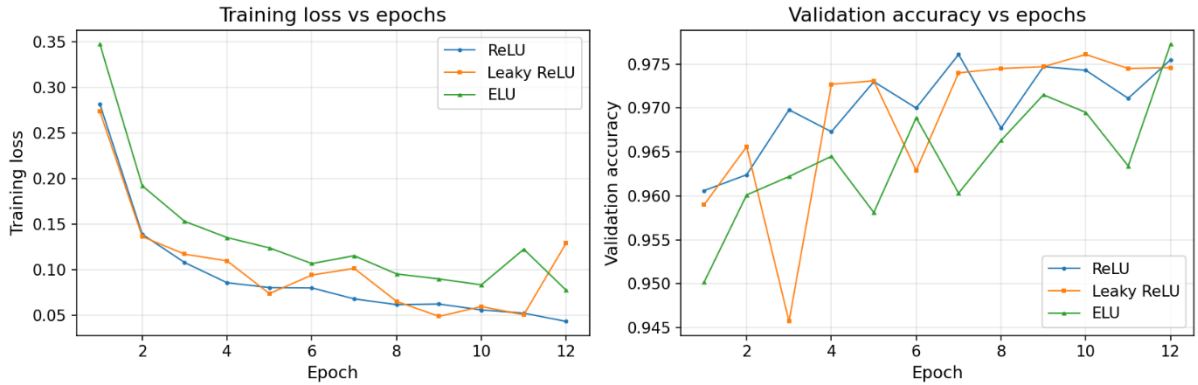 Training loss vs epochs
Training loss
0.35
0.30
0.25
0.20
0.15
0.10
0.05
ReLU
Leaky ReLU
ELU
2 4 6 8 10 12
Epoch
Validation accuracy vs epochs
Validation accuracy
0.975
0.970
0.965
0.960
0.955
0.950
0.945
ReLU
Leaky ReLU
ELU
2 4 6 8 10 12
Epoch